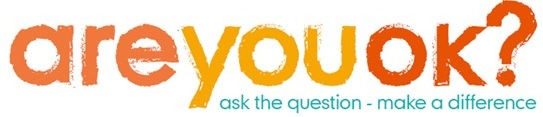 areyouok?
ask the question - make a difference